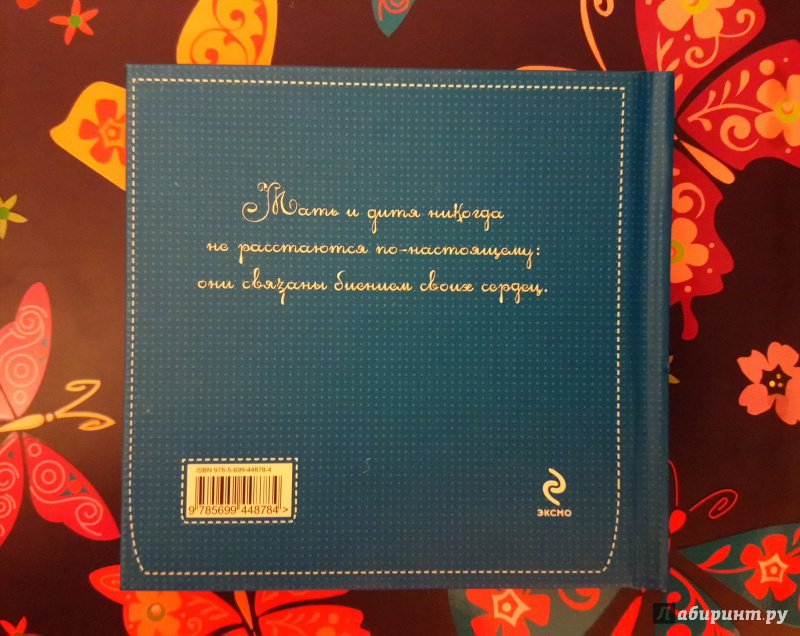 Мать и дитя никогда
не расстаются по-настоящему:
они связаны биением своих сердец.
ISBN 978-5-699-44878-4
9 785699 448784 >
ЭКСМО
Лабиринт.ру